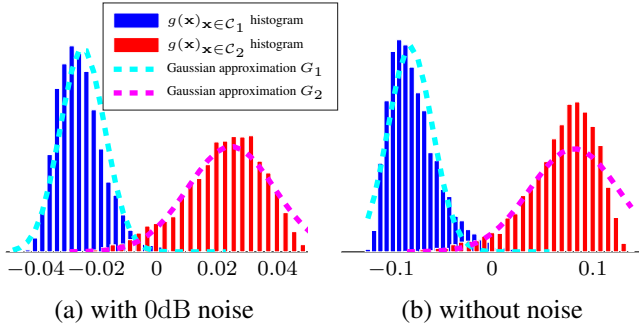 g(x)x∈C1 histogram
g(x)x∈C2 histogram
Gaussian approximation G1
Gaussian approximation G2
−0.04 −0.02 0 0.02 0.04
−0.1 0 0.1
(a) with 0dB noise
(b) without noise